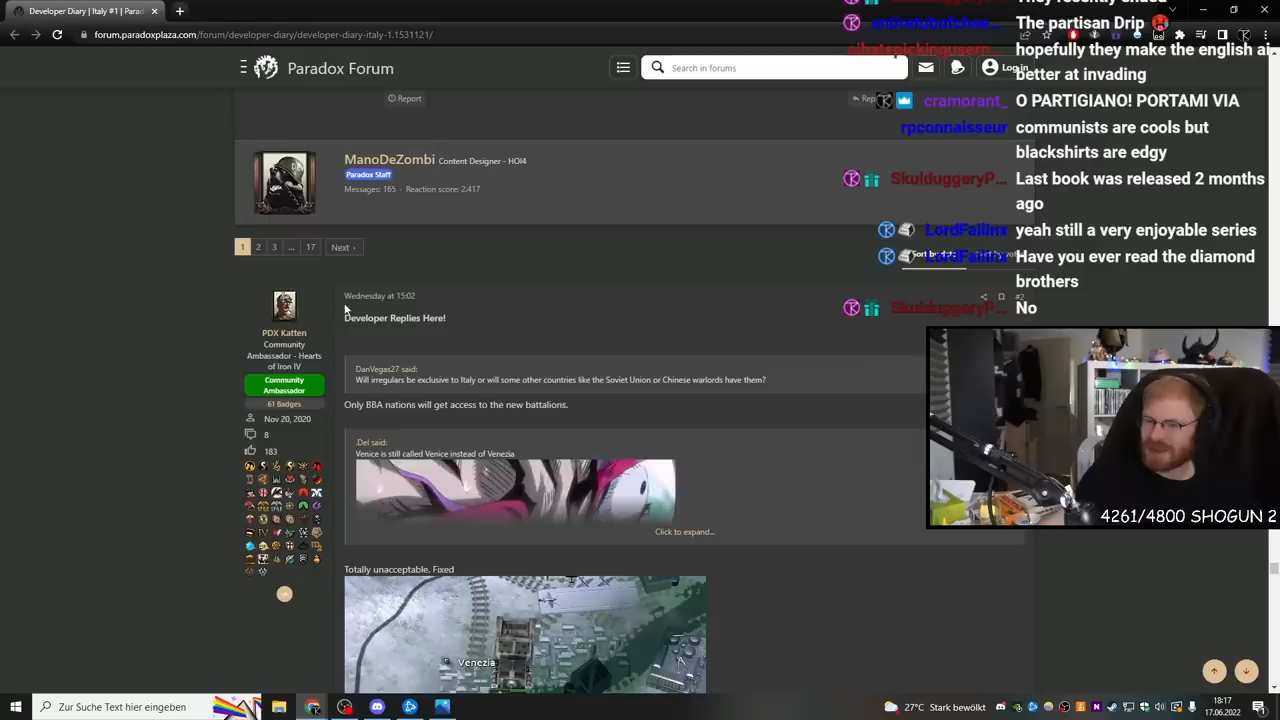 Developer Diary | Italy #1 | Parac
forum.paradoxplaza.com/forum/developer-diary/developer-diary-italy-1.1531121/
Paradox Forum
Search in forums
Log in
Report
ManoDeZombi Content Designer - HOI4
Paradox Staff
Messages: 165 · Reaction score: 2.417
1 2 3 ... 17 Next
Wednesday at 15:02
#2
Developer Replies Here!
PDX Katten
Community
Ambassador - Hearts
of Iron IV
Community
Ambassador
61 Badges
Nov 20, 2020
8
183
DanVegas27 said:
Will irregulars be exclusive to Italy or will some other countries like the Soviet Union or Chinese warlords have them?
Only BBA nations will get access to the new battalions.
.Del said:
Venice is still called Venice instead of Venezia
Click to expand...
Totally unacceptable. Fixed
Venezia
The partisan Drip
hopefully they make the english
better at invading
cramorant_ O PARTIGIANO! PORTAMI VIA
rpconnaisseur communists are cools but
blackshirts are edgy
SkulduggeryP... Last book was released 2 months
ago
LordFailinx yeah still a very enjoyable series
LordFailinx Have you ever read the diamond
brothers
SkulduggeryP... No
4261/4800 SHOGUN 2
Zur Suche Text hier eingeben
27°C Stark bewölkt
18:17
17.06.2022